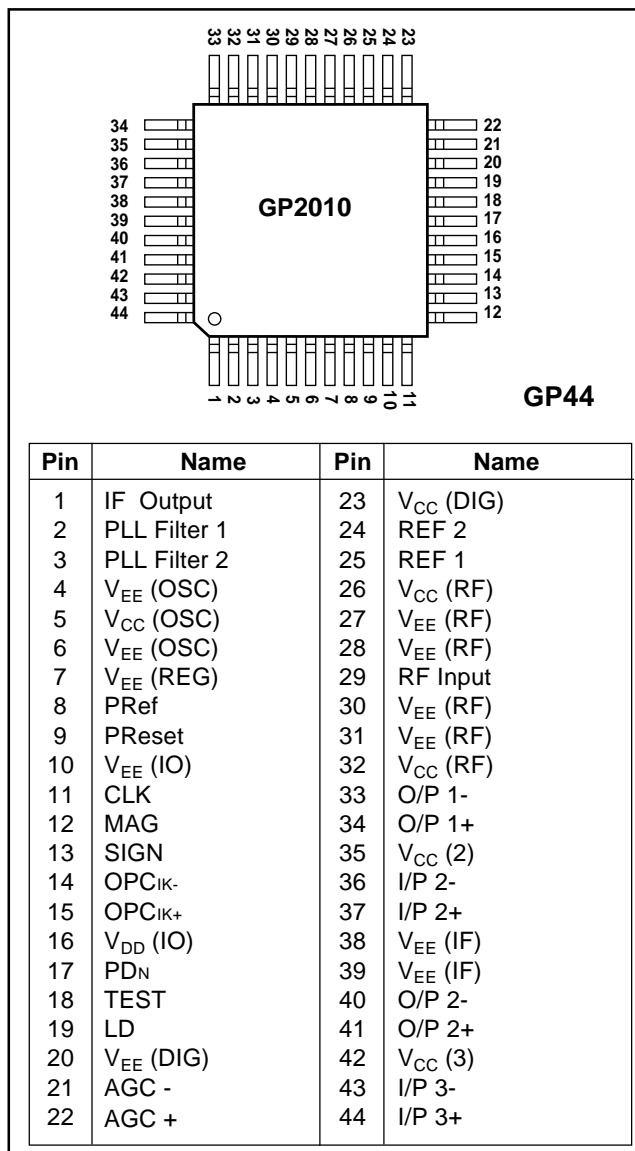 33 32 31 30 29 28 27 26 25 24 23
34 22
35 21
36 20
37 19
38 GP2010 18
39 17
40 16
41 15
42 14
43 13
44 12
1 2 3 4 5 6 7 8 9 10 11
GP44
Pin Name Pin Name
1 IF Output 23 VCC (DIG)
2 PLL Filter 1 24 REF 2
3 PLL Filter 2 25 REF 1
4 VEE (OSC) 26 VCC (RF)
5 VCC (OSC) 27 VEE (RF)
6 VEE (OSC) 28 VEE (RF)
7 VEE (REG) 29 RF Input
8 PRef 30 VEE (RF)
9 PReset 31 VEE (RF)
10 VEE (IO) 32 VCC (RF)
11 CLK 33 O/P 1-
12 MAG 34 O/P 1+
13 SIGN 35 VCC (2)
14 OPCIK- 36 I/P 2-
15 OPCIK+ 37 I/P 2+
16 VDD (IO) 38 VEE (IF)
17 PDN 39 VEE (IF)
18 TEST 40 O/P 2-
19 LD 41 O/P 2+
20 VEE (DIG) 42 VCC (3)
21 AGC - 43 I/P 3-
22 AGC + 44 I/P 3+